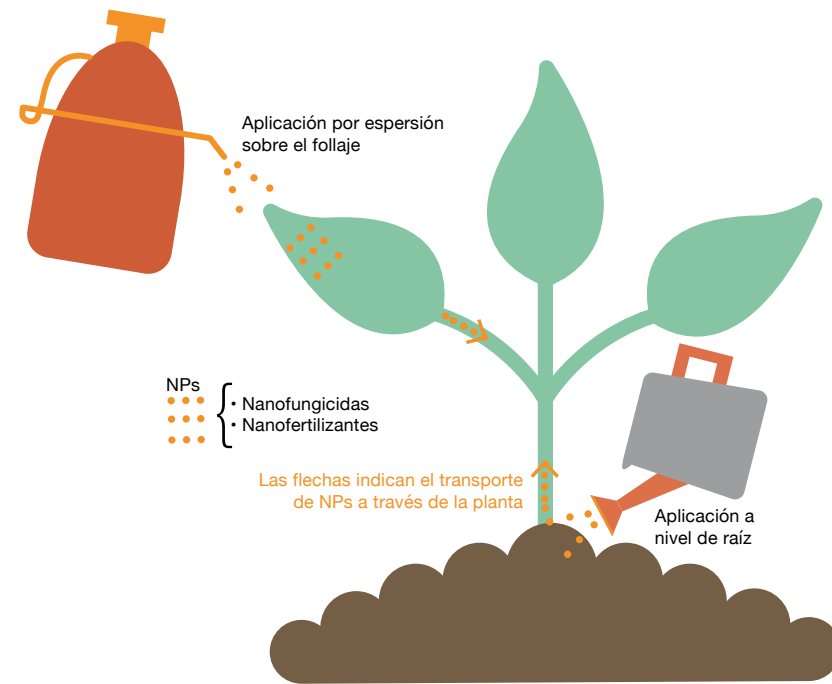 Aplicación por espersión
sobre el follaje
NPs
• Nanofungicidas
• Nanofertilizantes
Las flechas indican el transporte
de NPs a través de la planta
Aplicación a
nivel de raíz